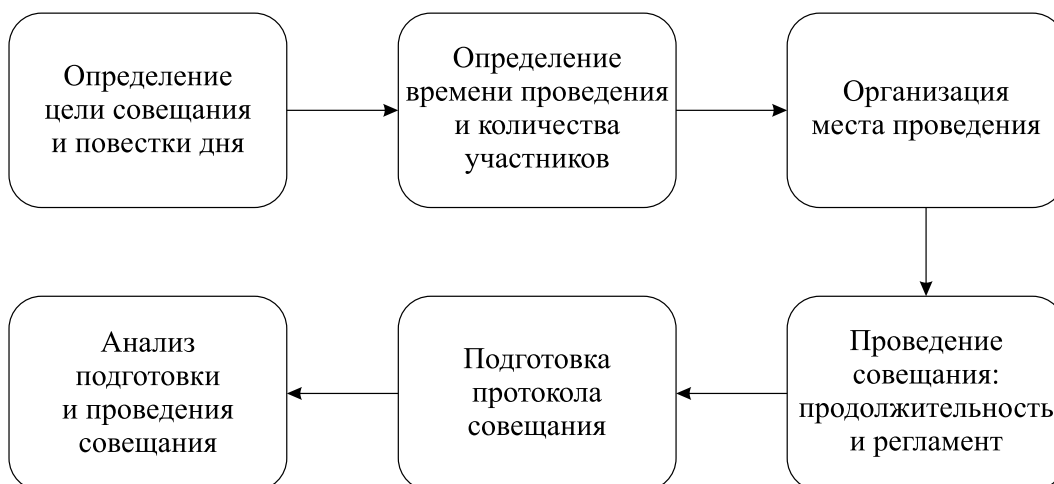 Определение
цели совещания
и повестки дня
Определение
времени проведения
и количества
участников
Организация
места проведения
Проведение
совещания:
продолжительность
и регламент
Подготовка
протокола
совещания
Анализ
подготовки
и проведения
совещания